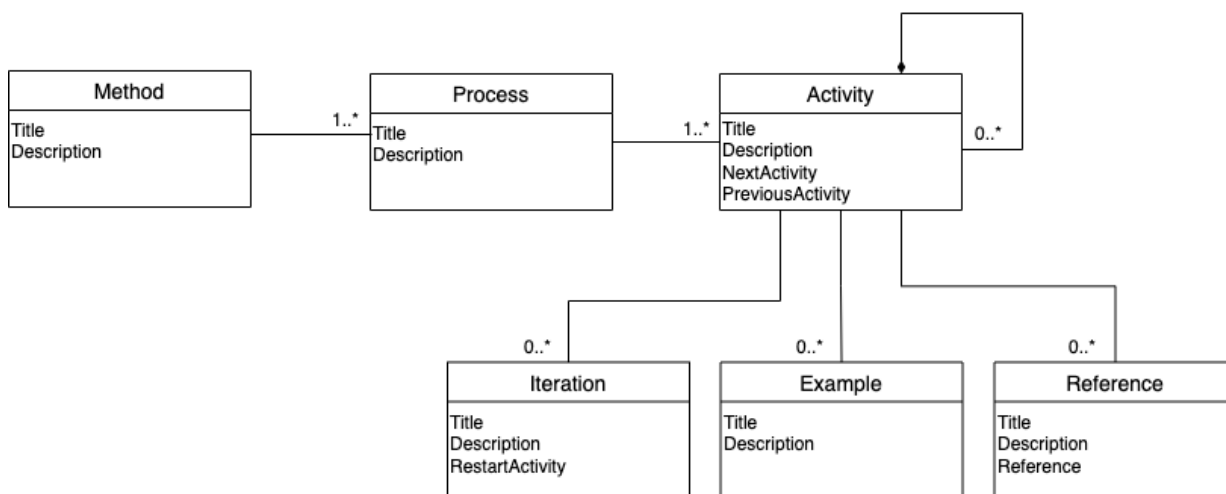 Method
Title
Description
1..*
Process
Title
Description
1..*
Activity
Title
Description
NextActivity
PreviousActivity
0..*
0..*
Iteration
Title
Description
RestartActivity
0..*
Example
Title
Description
0..*
Reference
Title
Description
Reference